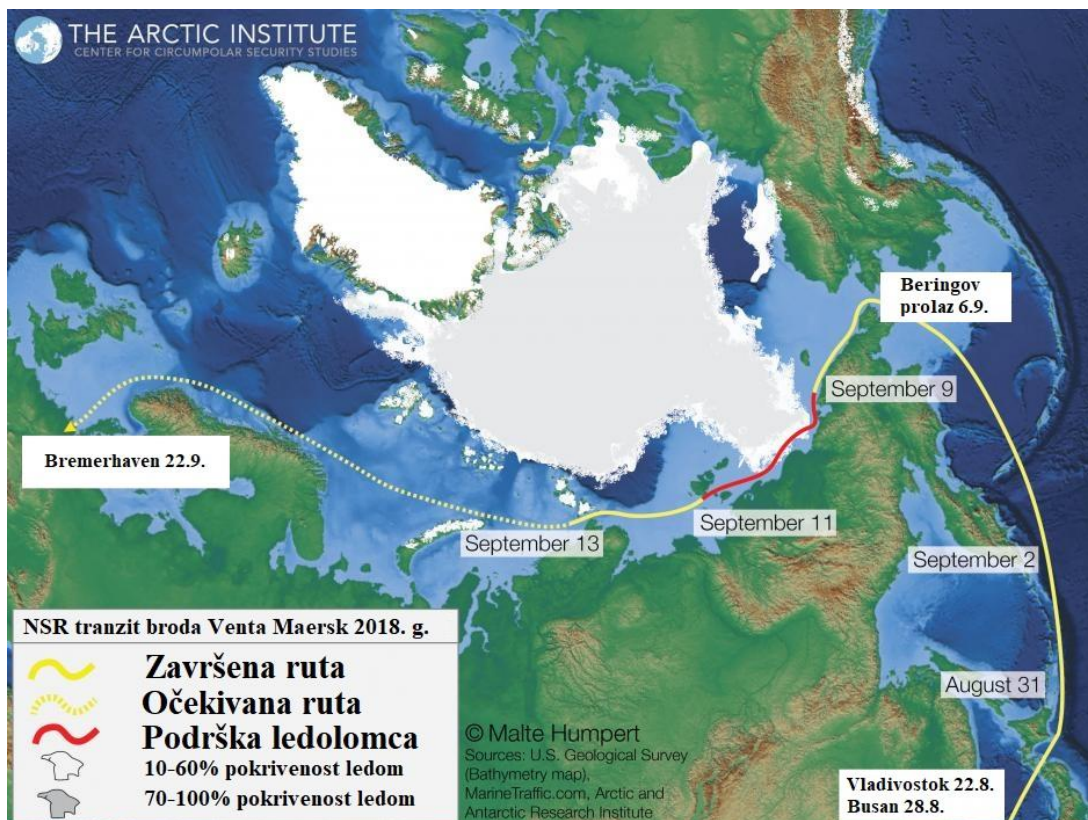 THE ARCTIC INSTITUTE
CENTER FOR CIRCUMPOLAR SECURITY STUDIES
Beringov
prolaz 6.9.
September 9
Bremerhaven 22.9.
September 11
September 13
September 2
August 31
NSR tranzit broda Venta Maersk 2018. g.
Završena ruta
Očekivana ruta
Podrška ledolomca
10-60% pokrivenost ledom
70-100% pokrivenost ledom
© Malte Humpert
Sources: U.S. Geological Survey
(Bathymetry map),
MarineTraffic.com, Arctic and
Antarctic Research Institute
Vladivostok 22.8.
Busan 28.8.